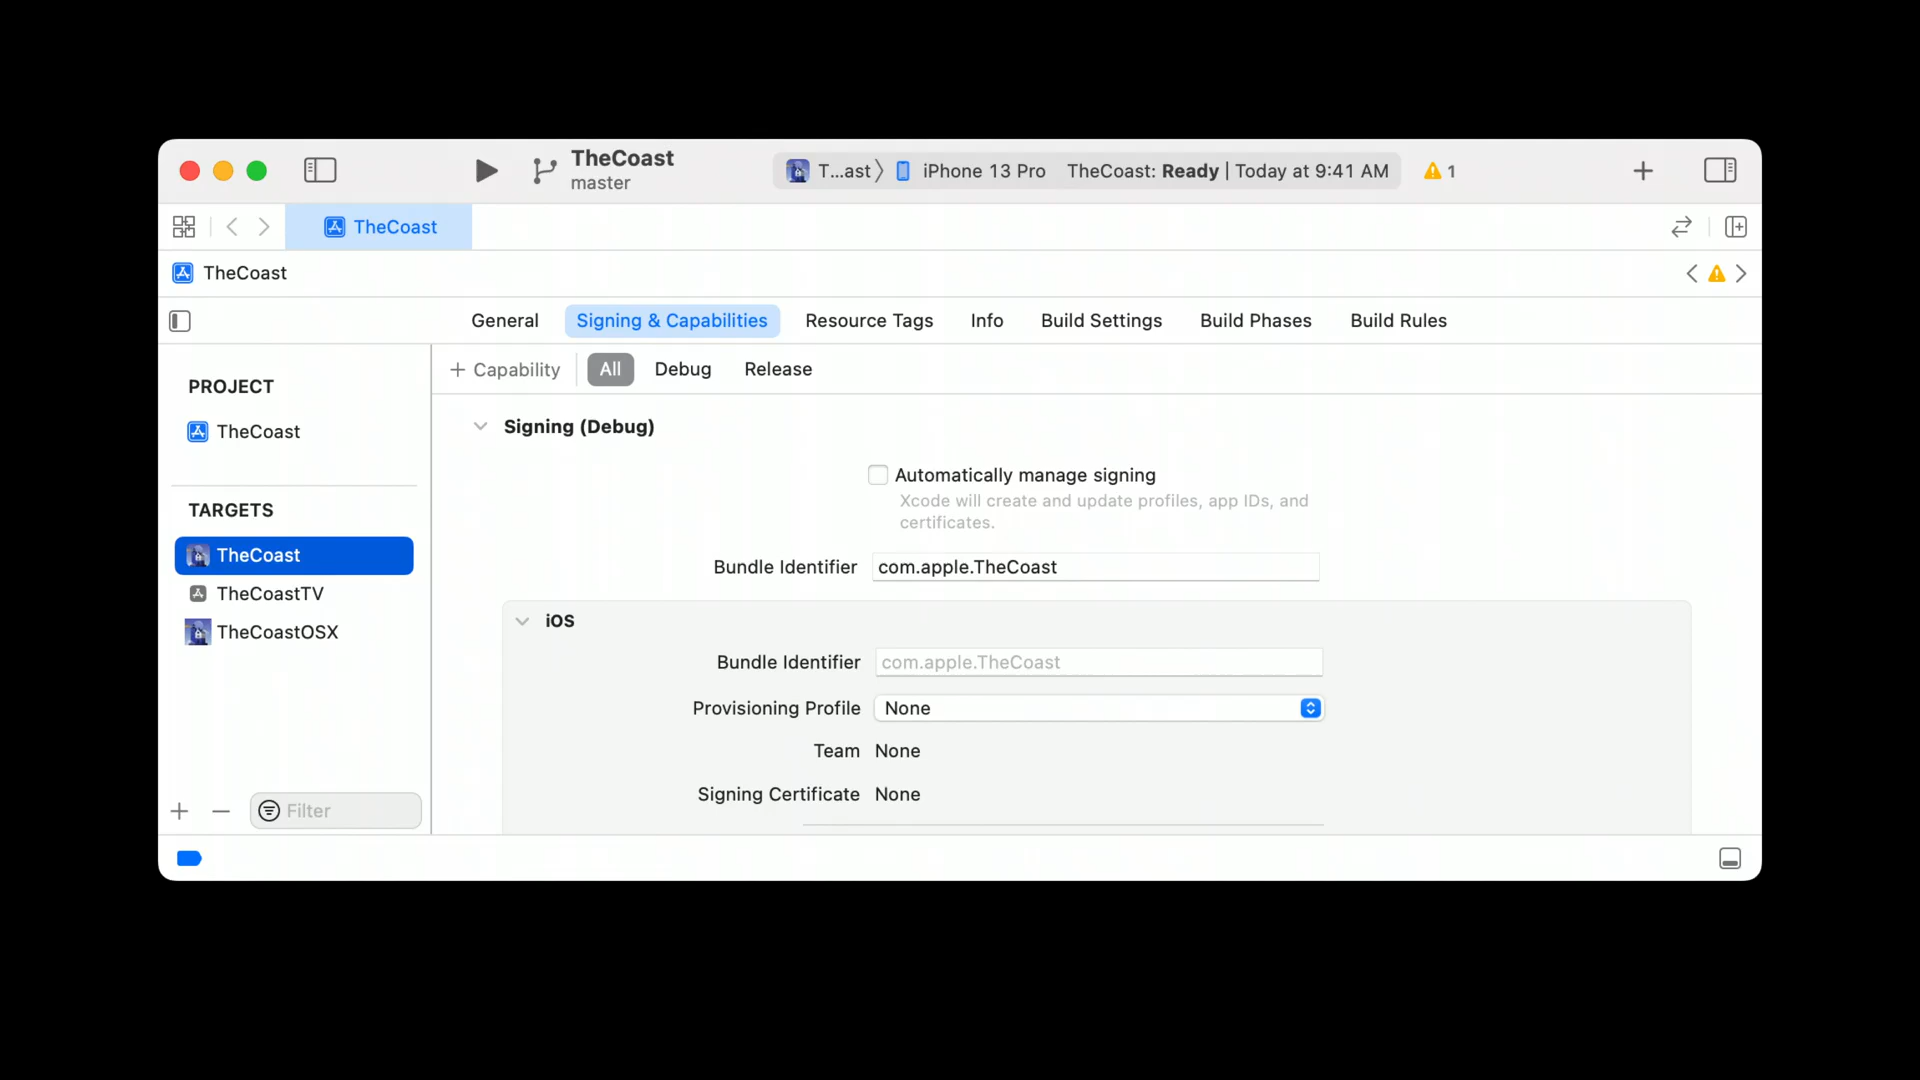 TheCoast
master
T...ast
iPhone 13 Pro
TheCoast: Ready | Today at 9:41 AM
1
TheCoast
TheCoast
General
Signing & Capabilities
Resource Tags
Info
Build Settings
Build Phases
Build Rules
Capability
All
Debug
Release
PROJECT
TheCoast
TARGETS
TheCoast
TheCoastTV
TheCoastOSX
Filter
Signing (Debug)
Automatically manage signing
Xcode will create and update profiles, app IDs, and
certificates.
Bundle Identifier com.apple.TheCoast
iOS
Bundle Identifier com.apple.TheCoast
Provisioning Profile None
Team None
Signing Certificate None